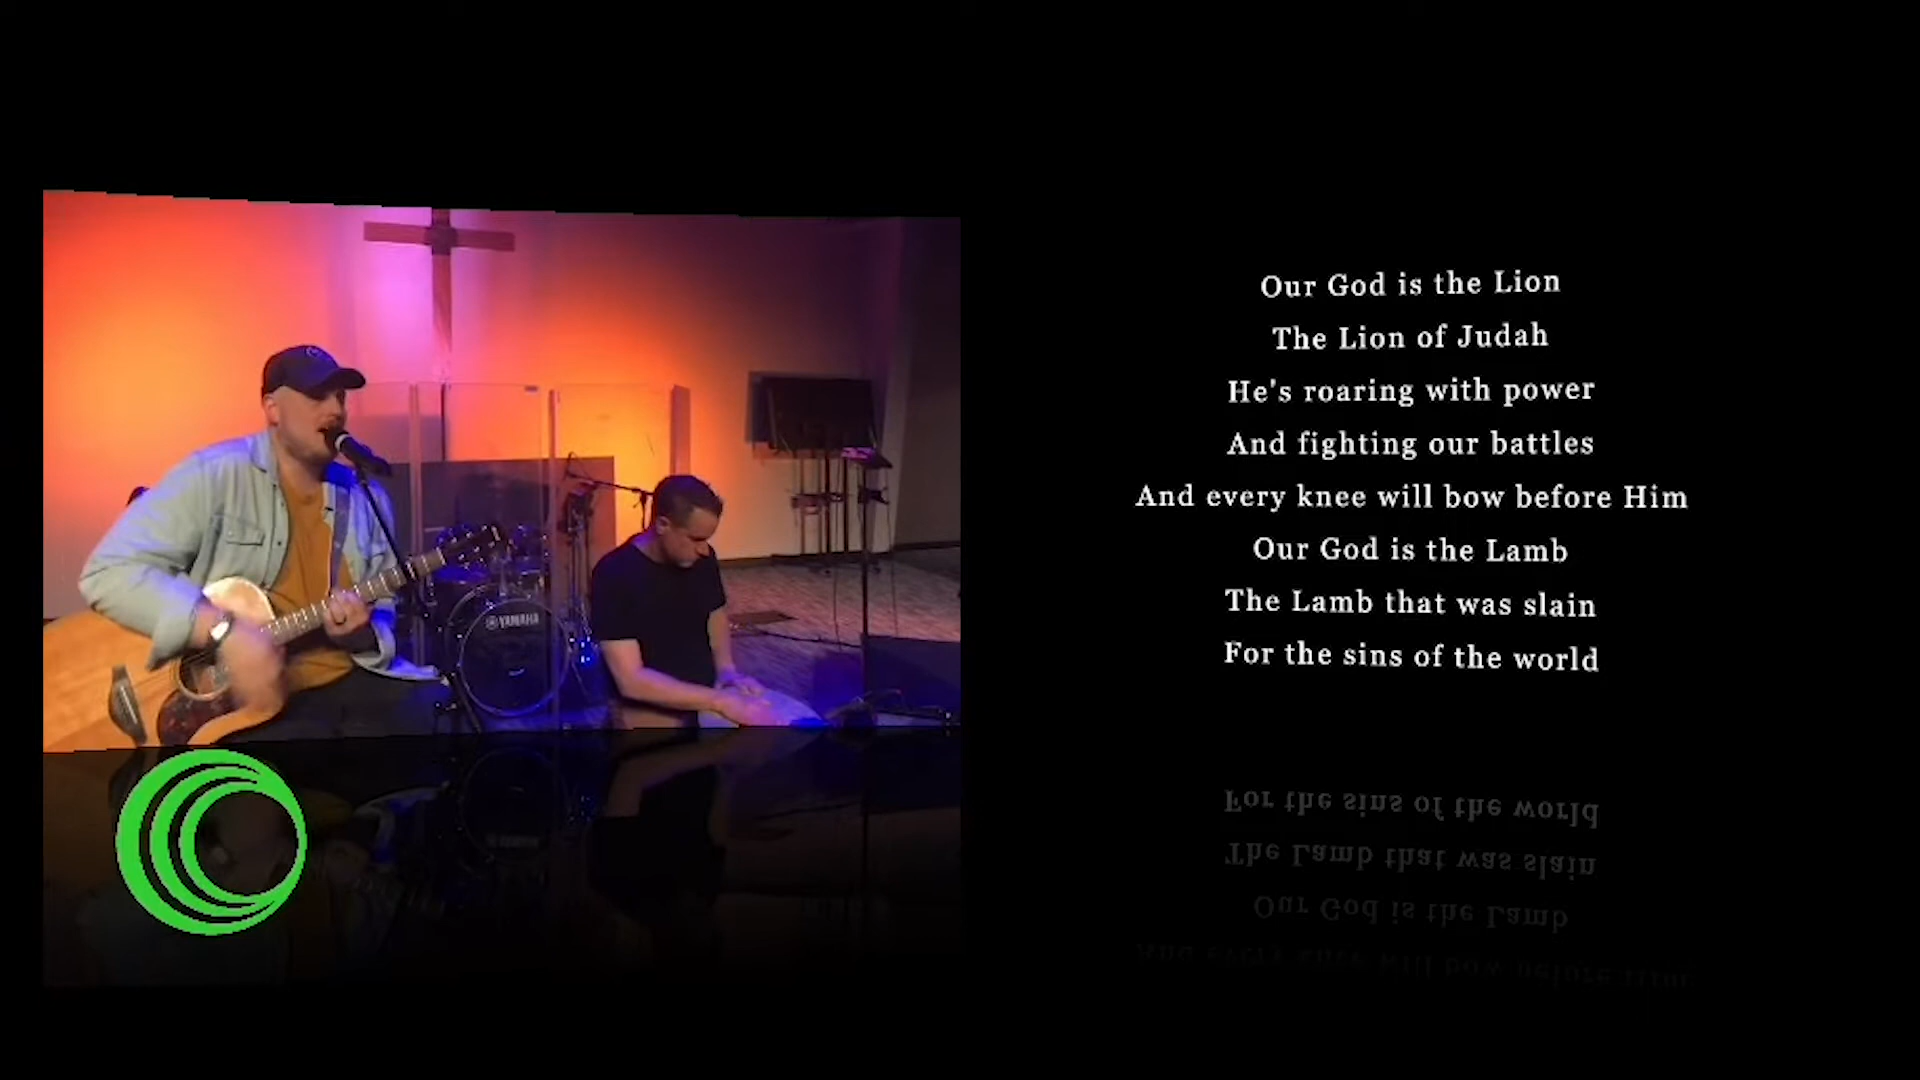 Our God is the Lion
The Lion of Judah
He's roaring with power
And fighting our battles
And every knee will bow before Him
Our God is the Lamb
The Lamb that was slain
For the sins of the world
YAMAHA